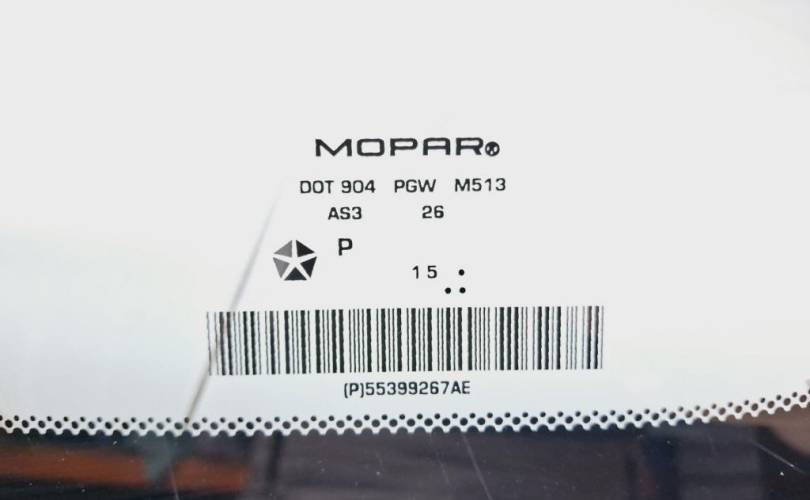 MOPAR®
DOT 904 PGW M513
AS3 26
P
15
(P)55399267AE